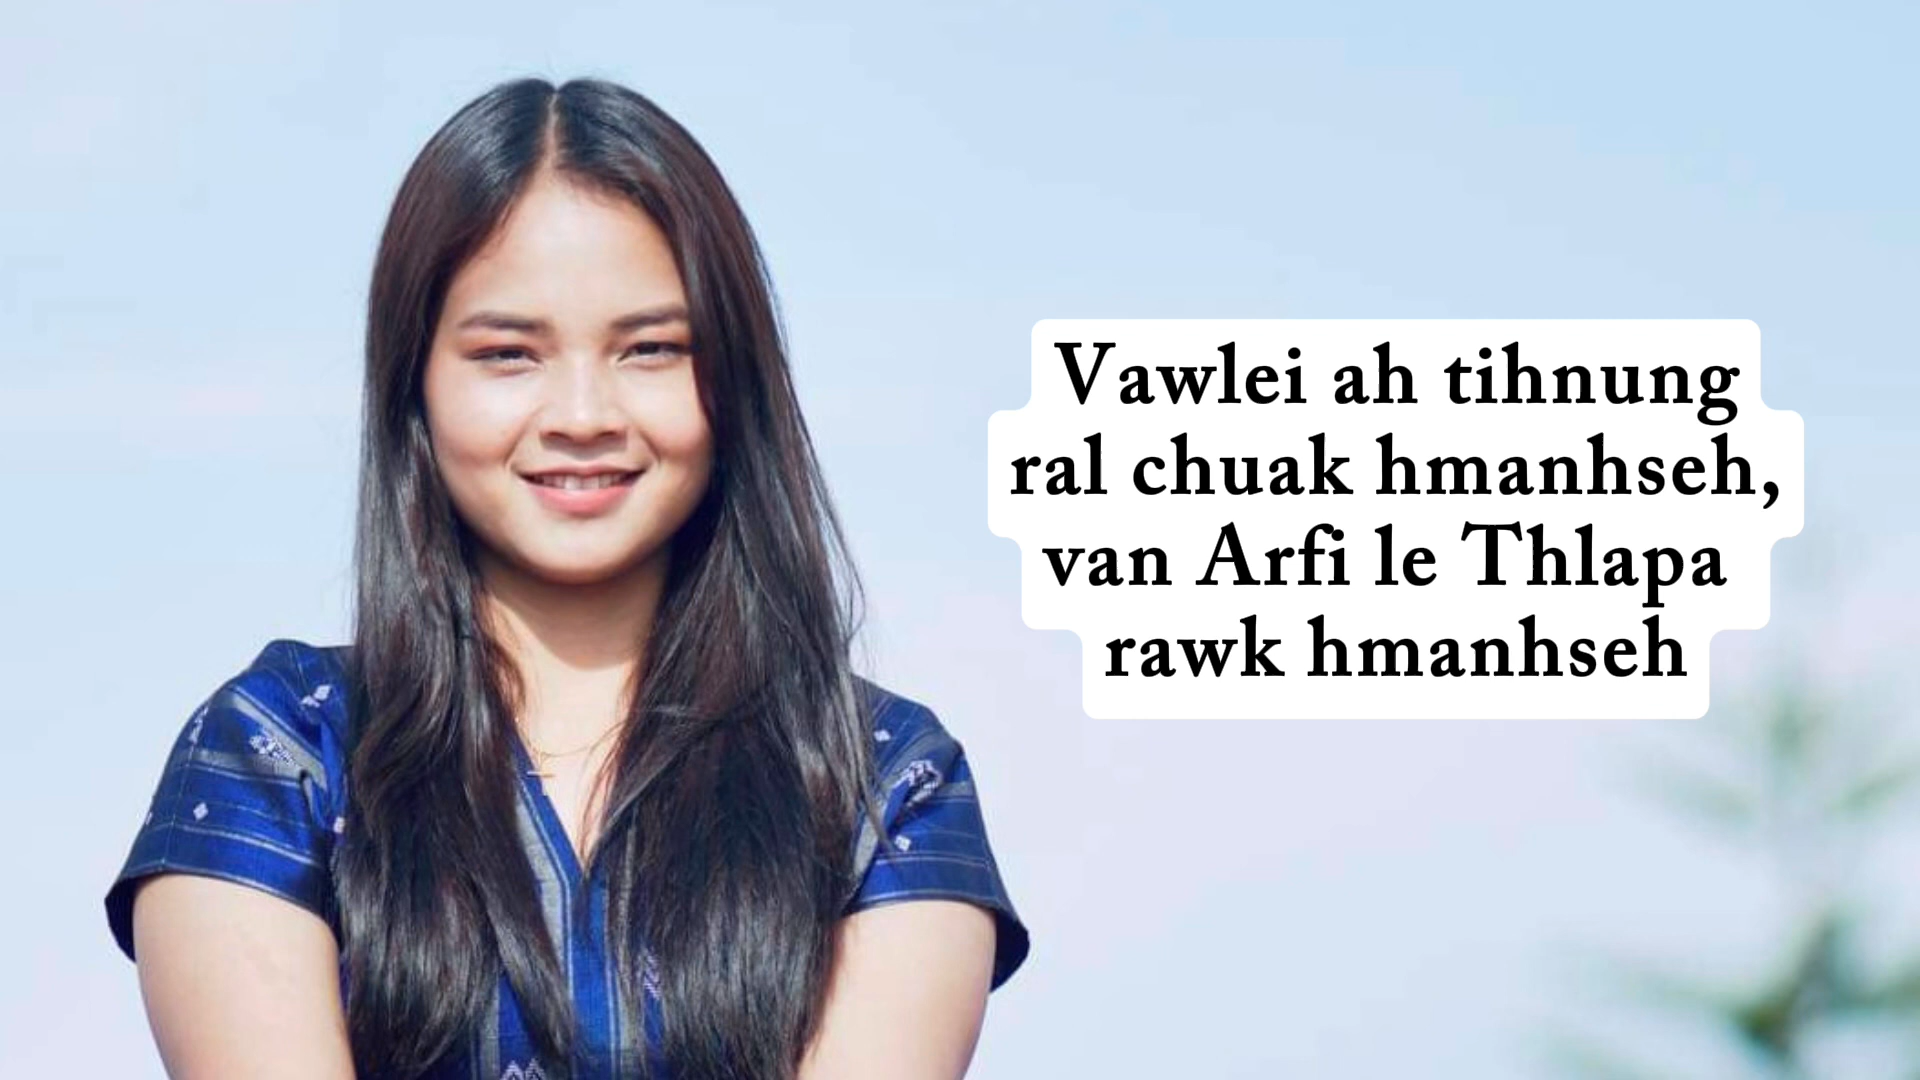 Vawlei ah tihnung
ral chuak hmanhseh,
van Arfi le Thlapa
rawk hmanhseh